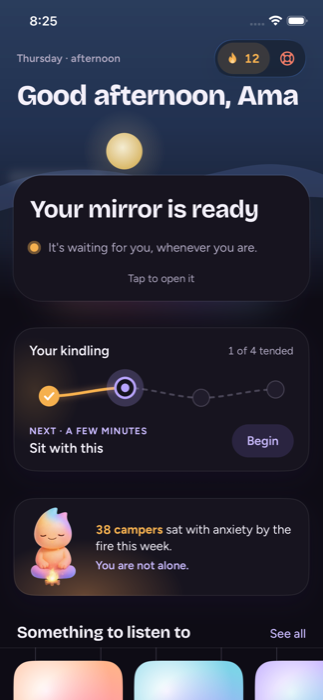 8:25
Thursday · afternoon
12
Good afternoon, Ama
Your mirror is ready
It's waiting for you, whenever you are.
Tap to open it
Your kindling
1 of 4 tended
NEXT · A FEW MINUTES
Sit with this
Begin
38 campers sat with anxiety by the
fire this week.
You are not alone.
Something to listen to
See all